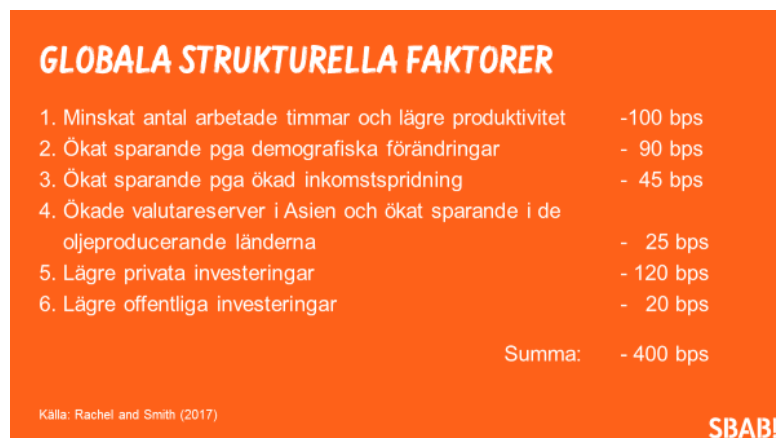 GLOBALA STRUKTURELLA FAKTORER
1. Minskat antal arbetade timmar och lägre produktivitet -100 bps
2. Ökat sparande pga demografiska förändringar - 90 bps
3. Ökat sparande pga ökad inkomstspridning - 45 bps
4. Ökade valutareserver i Asien och ökat sparande i de
oljeproducerande länderna - 25 bps
5. Lägre privata investeringar - 120 bps
6. Lägre offentliga investeringar - 20 bps
Summa: - 400 bps
Källa: Rachel and Smith (2017)
SBAB!